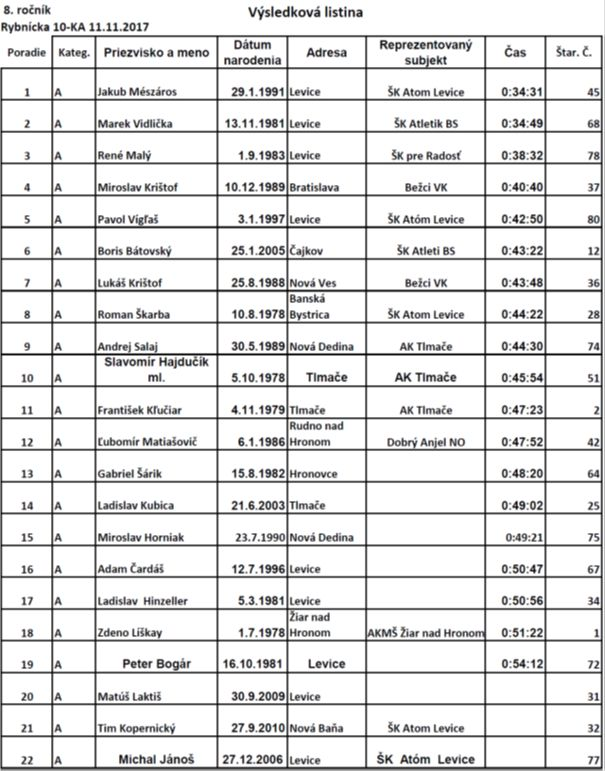 8. ročník
Výsledková listina
Rybnícka 10-KA 11.11.2017
Poradie Kateg. Priezvisko a meno Dátum narodenia Adresa Reprezentovaný subjekt Čas Štar. Č.
1 A Jakub Mészáros 29.1.1991 Levice ŠK Atom Levice 0:34:31 45
2 A Marek Vidlička 13.11.1981 Levice ŠK Atletik BS 0:34:49 68
3 A René Malý 1.9.1983 Levice ŠK pre Radosť 0:38:32 78
4 A Miroslav Krištof 10.12.1989 Bratislava Bežci VK 0:40:40 37
5 A Pavol Vígľaš 3.1.1997 Levice ŠK Atóm Levice 0:42:50 80
6 A Boris Bátovský 25.1.2005 Čajkov ŠK Atleti BS 0:43:22 12
7 A Lukáš Krištof 25.8.1988 Nová Ves Bežci VK 0:43:48 36
8 A Roman Škarba 10.8.1978 Banská Bystrica ŠK Atom Levice 0:44:22 28
9 A Andrej Salaj 30.5.1989 Nová Dedina AK Tlmače 0:44:30 74
10 A Slavomír Hajdučík ml. 5.10.1978 Tlmače AK Tlmače 0:45:54 51
11 A František Kľučiar 4.11.1979 Tlmače AK Tlmače 0:47:23 2
12 A Ľubomír Matiašovič 6.1.1986 Rudno nad Hronom Dobrý Anjel NO 0:47:52 42
13 A Gabriel Šárik 15.8.1982 Hronovce 0:48:20 64
14 A Ladislav Kubica 21.6.2003 Tlmače 0:49:02 25
15 A Miroslav Horniak 23.7.1990 Nová Dedina 0:49:21 75
16 A Adam Čardáš 12.7.1996 Levice 0:50:47 67
17 A Ladislav Hinzeller 5.3.1981 Levice 0:50:56 34
18 A Zdeno Líškay 1.7.1978 Žiar nad Hronom AKMŠ Žiar nad Hronom 0:51:22 1
19 A Peter Bogár 16.10.1981 Levice 0:54:12 72
20 A Matúš Laktiš 30.9.2009 Levice 31
21 A Tim Kopernický 27.9.2010 Nová Baňa ŠK Atom Levice 32
22 A Michal Jánoš 27.12.2006 Levice ŠK Atóm Levice 77